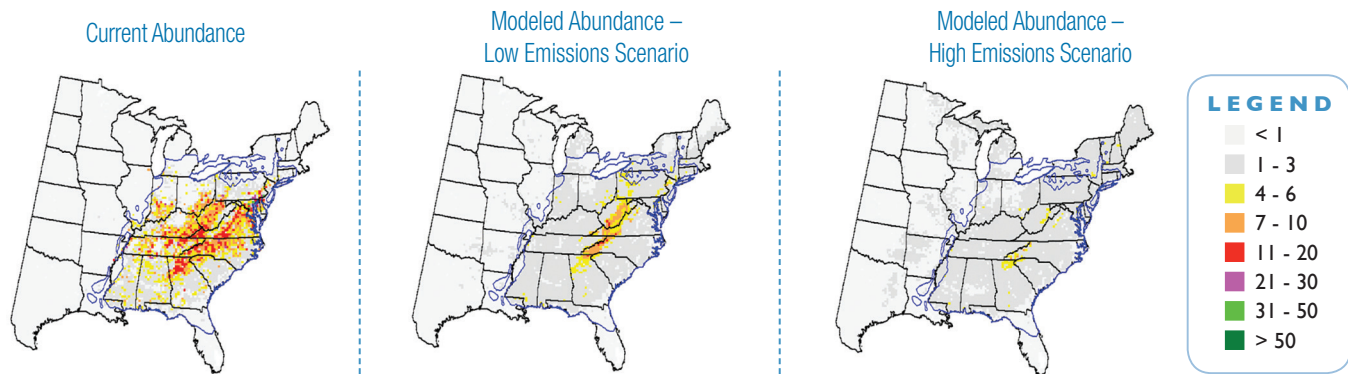 Current Abundance
Modeled Abundance –
Low Emissions Scenario
Modeled Abundance –
High Emissions Scenario
LEGEND
< 1
1 - 3
4 - 6
7 - 10
11 - 20
21 - 30
31 - 50
> 50